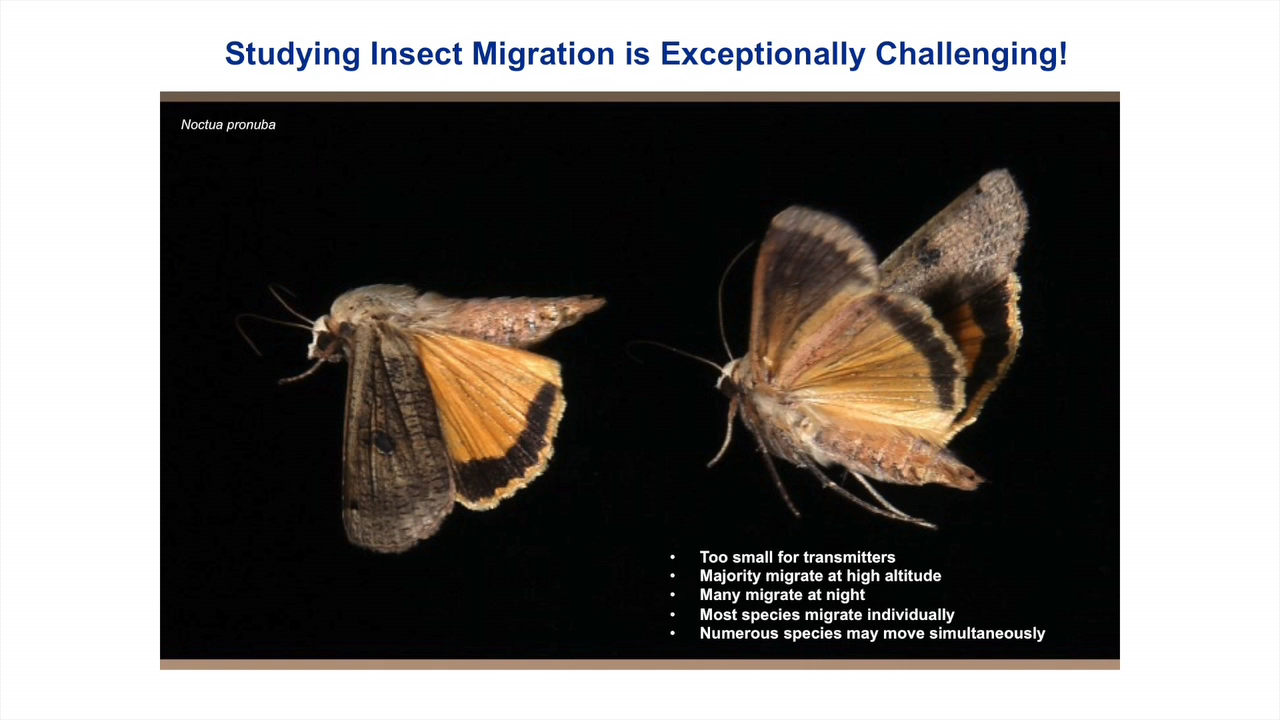 Studying Insect Migration is Exceptionally Challenging!
Noctua pronuba
• Too small for transmitters
• Majority migrate at high altitude
• Many migrate at night
• Most species migrate individually
• Numerous species may move simultaneously